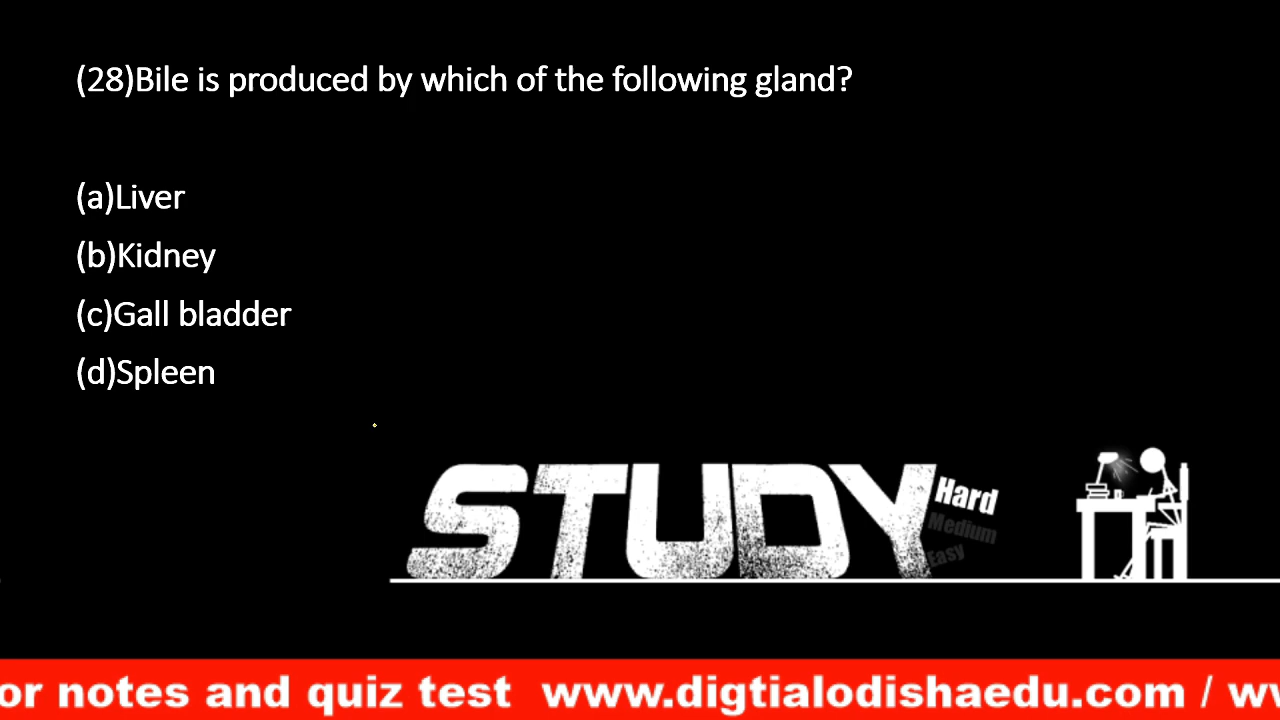 (28)Bile is produced by which of the following gland?
(a)Liver
(b)Kidney
(c)Gall bladder
(d)Spleen
STUDY Hard
Medium
Easy
or notes and quiz test www.digtialodishaedu.com /